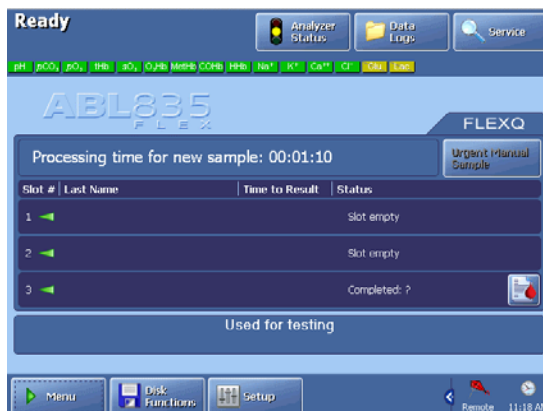 Ready
Analyzer Status
Data Logs
Service
pH pCO₂ pO₂ tHb sO₂ O₂Hb MetHb COHb HHb Na⁺ K⁺ Ca⁺⁺ Cl⁻ Glu Lac
ABL835
FLEX
FLEXQ
Processing time for new sample: 00:01:10
Urgent Manual Sample
Slot # Last Name Time to Result Status
1 Slot empty
2 Slot empty
3 Completed: ?
Used for testing
Menu
Disk Functions
Setup
Remote 11:18 AM